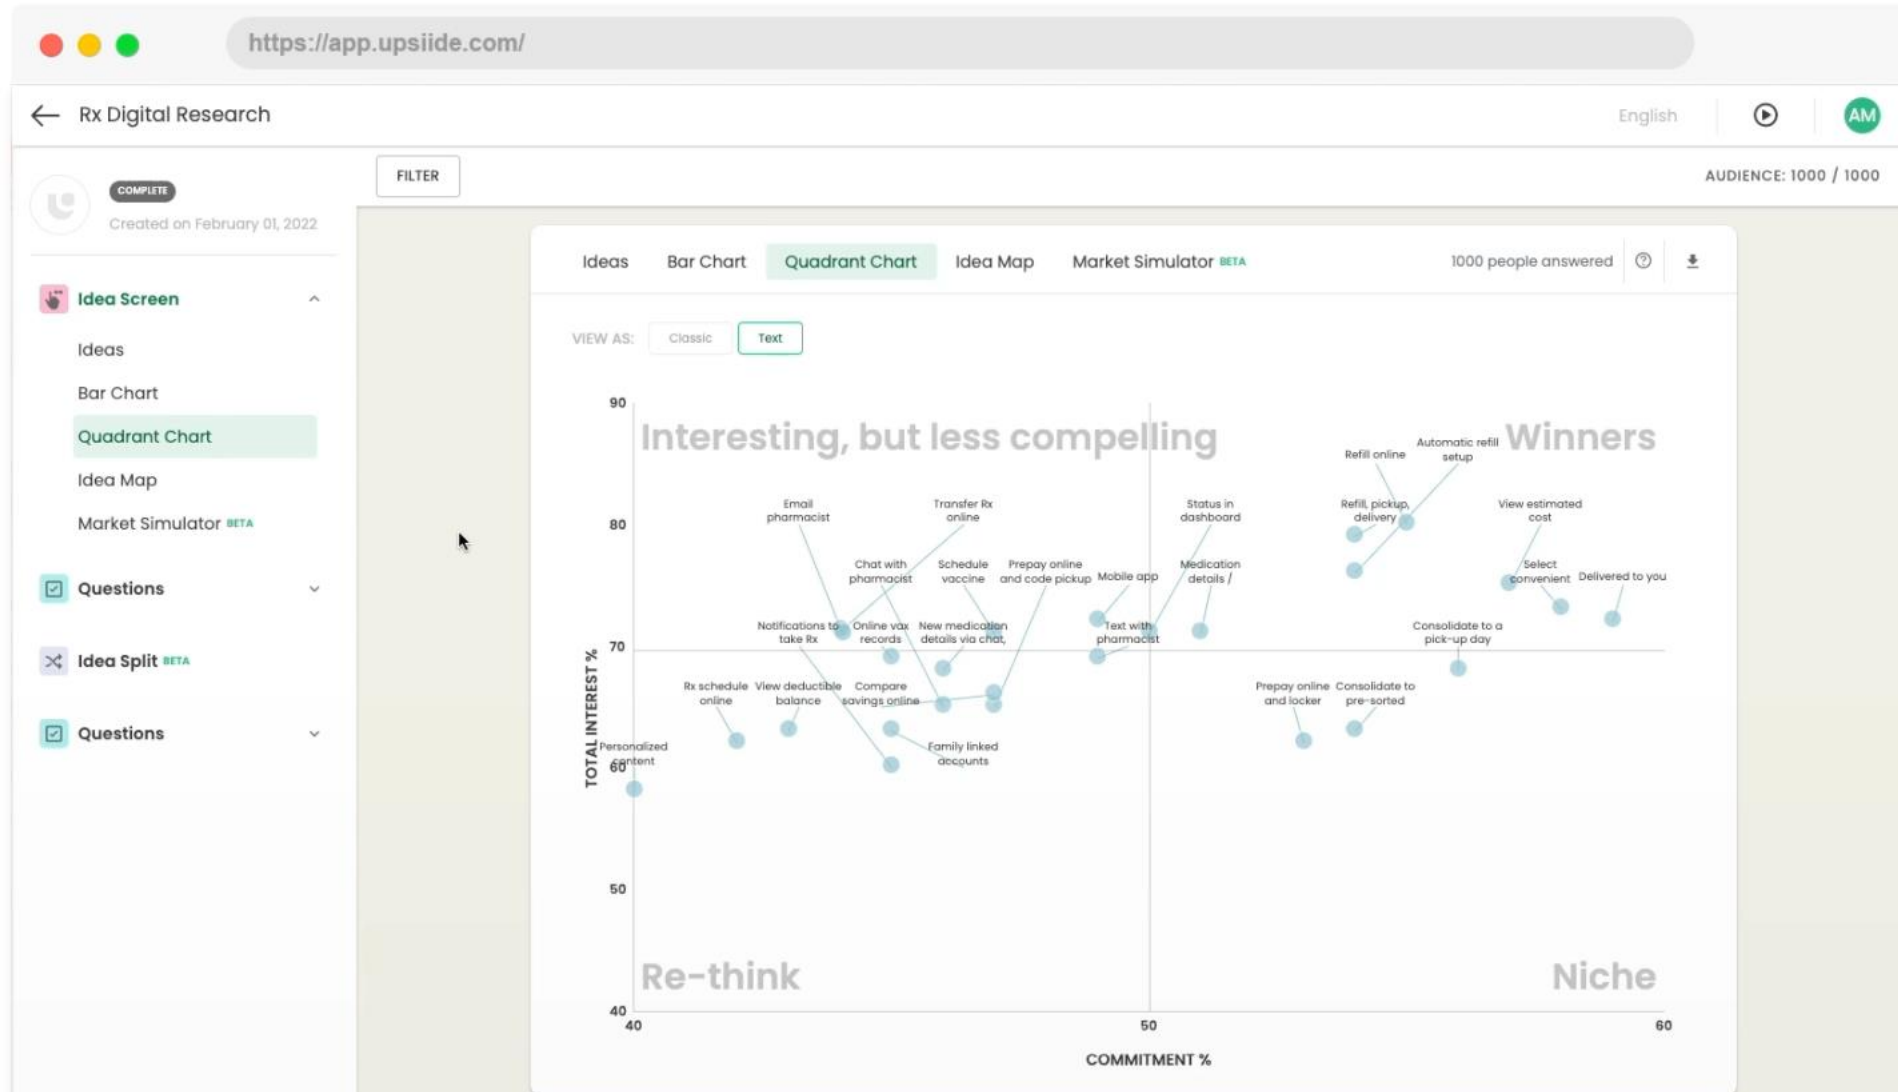 https://app.upsiide.com/
Rx Digital Research
English
AM
COMPLETE
Created on February 01, 2022
FILTER
AUDIENCE: 1000 / 1000
Idea Screen
Ideas
Bar Chart
Quadrant Chart
Idea Map
Market Simulator BETA
Questions
Idea Split BETA
Questions
Ideas
Bar Chart
Quadrant Chart
Idea Map
Market Simulator BETA
1000 people answered
VIEW AS:
Classic
Text
TOTAL INTEREST %
90
80
70
60
50
40
Interesting, but less compelling
Winners
Automatic refill
setup
Refill online
Email
pharmacist
Transfer Rx
online
Status in
dashboard
Refill, pickup,
delivery
View estimated
cost
Chat with
pharmacist
Schedule
vaccine
Prepay online
and code pickup
Mobile app
Medication
details /
Select
convenient
Delivered to you
Notifications to
take Rx
Online vax
records
New medication
details via chat,
Text with
pharmacist
Consolidate to a
pick-up day
Rx schedule
online
View deductible
balance
Compare
savings online
Prepay online
and locker
Consolidate to
pre-sorted
Personalized
content
Family linked
accounts
Re-think
Niche
40
50
60
COMMITMENT %